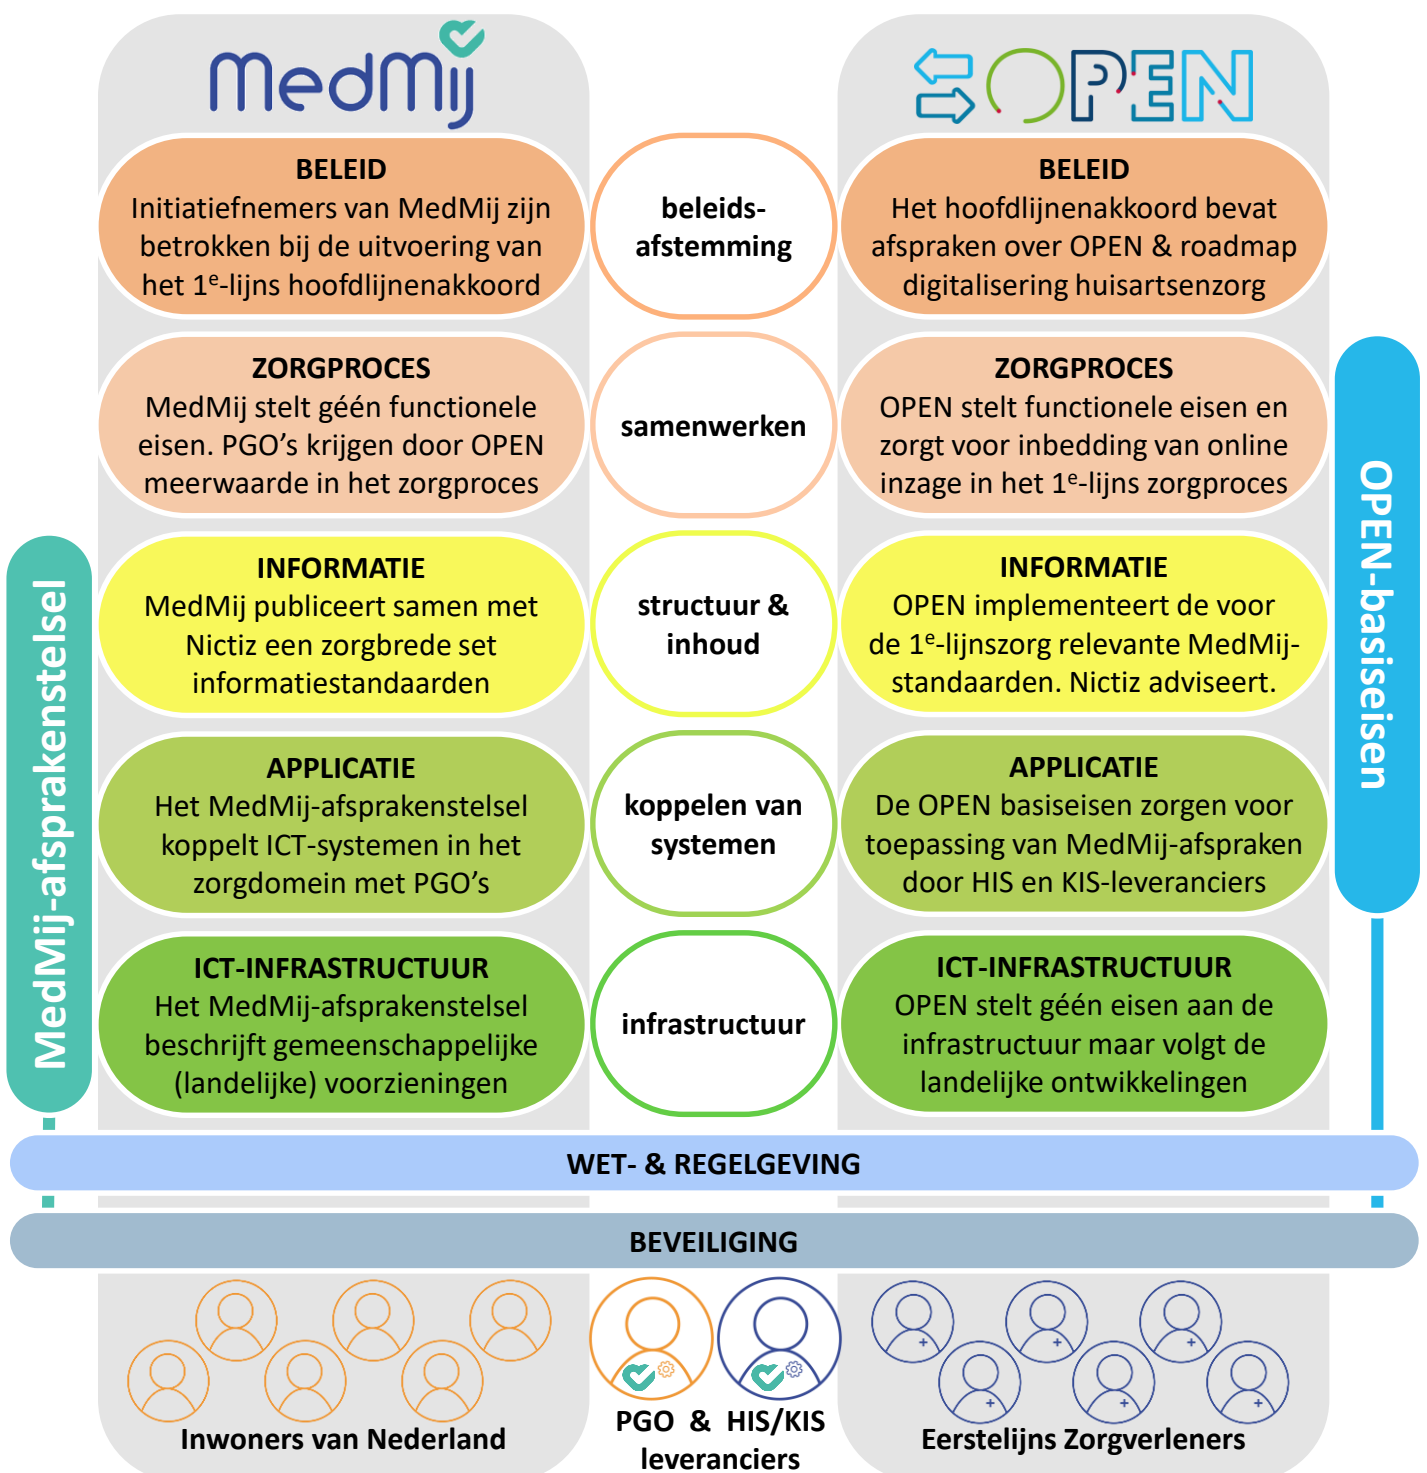 MedMij
OPEN
BELEID
Initiatiefnemers van MedMij zijn
betrokken bij de uitvoering van
het 1e-lijns hoofdlijnenakkoord
beleids-
afstemming
BELEID
Het hoofdlijnenakkoord bevat
afspraken over OPEN & roadmap
digitalisering huisartsenzorg
ZORGPROCES
MedMij stelt géén functionele
eisen. PGO’s krijgen door OPEN
meerwaarde in het zorgproces
samenwerken
ZORGPROCES
OPEN stelt functionele eisen en
zorgt voor inbedding van online
inzage in het 1e-lijns zorgproces
INFORMATIE
MedMij publiceert samen met
Nictiz een zorgbrede set
informatiestandaarden
structuur &
inhoud
INFORMATIE
OPEN implementeert de voor
de 1e-lijnszorg relevante MedMij-
standaarden. Nictiz adviseert.
APPLICATIE
Het MedMij-afsprakenstelsel
koppelt ICT-systemen in het
zorgdomein met PGO’s
koppelen van
systemen
APPLICATIE
De OPEN basiseisen zorgen voor
toepassing van MedMij-afspraken
door HIS en KIS-leveranciers
ICT-INFRASTRUCTUUR
Het MedMij-afsprakenstelsel
beschrijft gemeenschappelijke
(landelijke) voorzieningen
infrastructuur
ICT-INFRASTRUCTUUR
OPEN stelt géén eisen aan de
infrastructuur maar volgt de
landelijke ontwikkelingen
MedMij-afsprakenstelsel
OPEN-basiseisen
WET- & REGELGEVING
BEVEILIGING
Inwoners van Nederland
PGO & HIS/KIS
leveranciers
Eerstelijns Zorgverleners